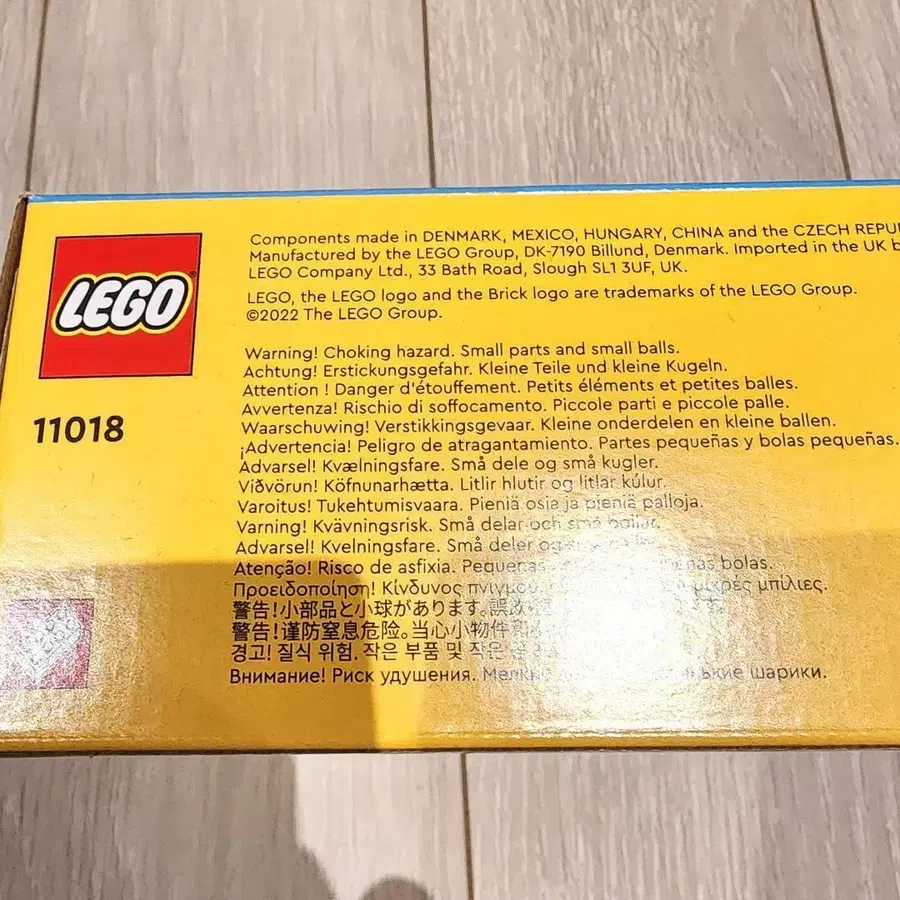 LEGO®
11018
Components made in DENMARK, MEXICO, HUNGARY, CHINA and the CZECH
Manufactured by the LEGO Group, DK-7190 Billund, Denmark. Imported in the UK
LEGO Company Ltd., 33 Bath Road, Slough SL1 3UF, UK.
LEGO, the LEGO logo and the Brick logo are trademarks of the LEGO Group.
©2022 The LEGO Group.
Warning! Choking hazard. Small parts and small balls.
Achtung! Erstickungsgefahr. Kleine Teile und kleine Kugeln.
Attention ! Danger d'étouffement. Petits éléments et petites balles.
Avvertenza! Rischio di soffocamento. Piccole parti e piccole palle.
Waarschuwing! Verstikkingsgevaar. Kleine onderdelen en kleine ballen.
¡Advertencia! Peligro de atragantamiento. Partes pequeñas y bolas pequeñas.
Advarsel! Kvælningsfare. Små dele og små kugler.
Viðvörun! Köfnunarhætta. Litlir hlutir og litlar kúlur.
Varoitus! Tukehtumisvaara. Pieniä osia ja pieniä palloja.
Varning! Kvävningsrisk. Små delar och små bollar.
Advarsel! Kvelningsfare. Små deler og
Atenção! Risco de asfixia. Pequenas bolas.
Προειδοποίηση! Κίνδυνος πνιγμού. μικρές μπίλιες.
警告!小部品と小球があります。誤
警告!谨防窒息危险。当心小物件
경고! 질식 위험. 작은 부품 및 작은
Внимание! Риск удушения. шарики.